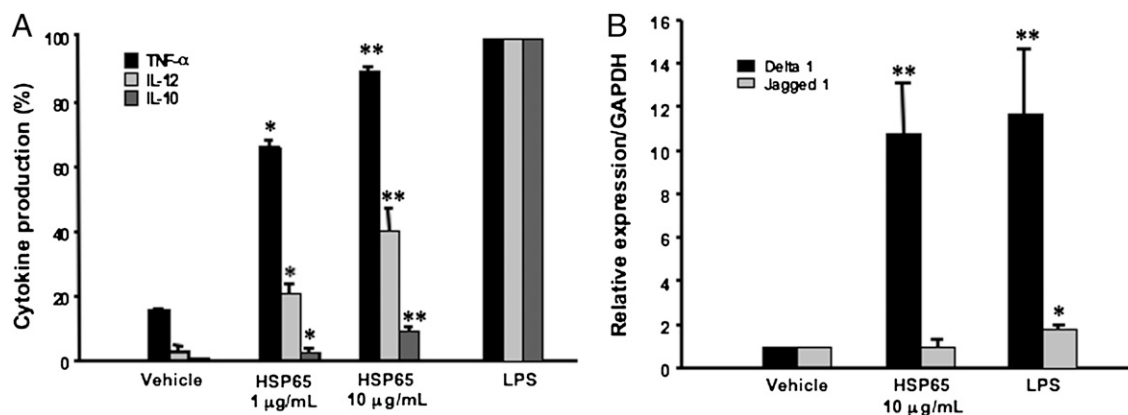 A
Cytokine production (%)
100
80
60
40
20
0
TNF-α
IL-12
IL-10
*
*
*
**
**
**
Vehicle
HSP65
1 μg/mL
HSP65
10 μg/mL
LPS
B
Relative expression/GAPDH
16
14
12
10
8
6
4
2
0
Delta 1
Jagged 1
**
**
*
Vehicle
HSP65
10 μg/mL
LPS